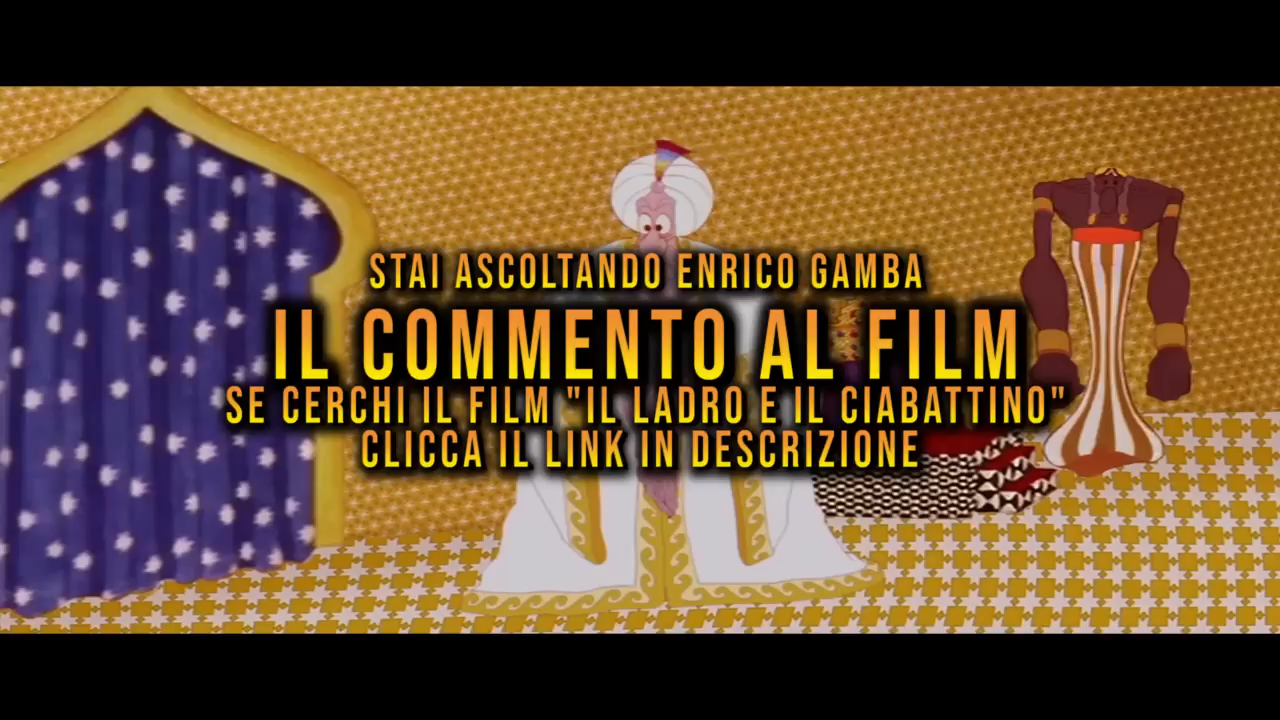 STAI ASCOLTANDO ENRICO GAMBA
IL COMMENTO AL FILM
SE CERCHI IL FILM "IL LADRO E IL CIABATTINO"
CLICCA IL LINK IN DESCRIZIONE